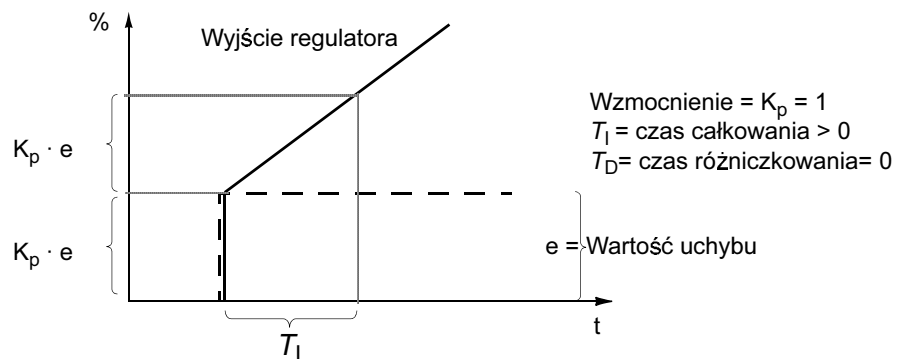 %
Wyjście regulatora
Wzmocnienie = Kp = 1
TI = czas całkowania > 0
TD= czas różniczkowania= 0
Kp · e
Kp · e
e = Wartość uchybu
t
TI